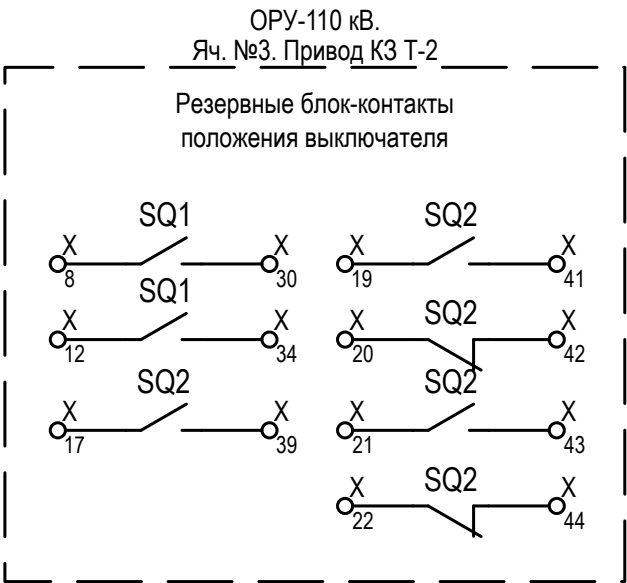 ОРУ-110 кВ.
Яч. №3. Привод КЗ Т-2
Резервные блок-контакты
положения выключателя
SQ1
X X
8 30
SQ1
X X
12 34
SQ2
X X
17 39
SQ2
X X
19 41
SQ2
X X
20 42
SQ2
X X
21 43
SQ2
X X
22 44